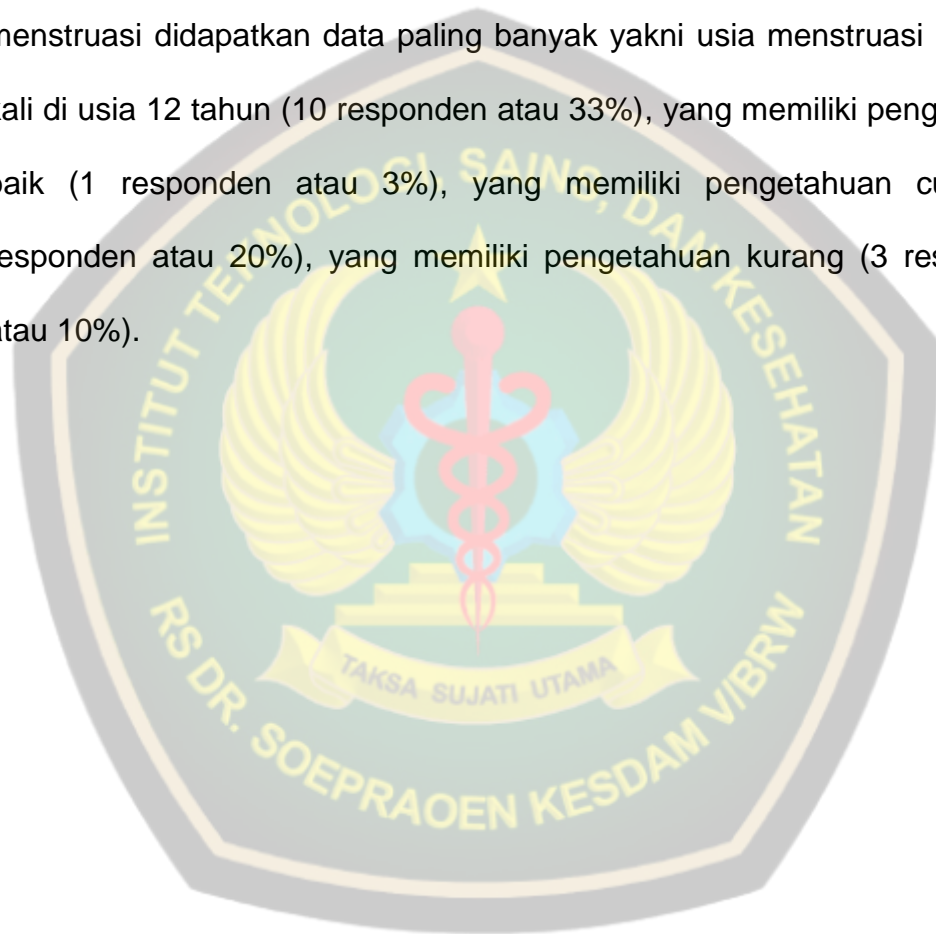 menstruasi didapatkan data paling banyak yakni usia menstruasi
kali di usia 12 tahun (10 responden atau 33%), yang memiliki peng
baik (1 responden atau 3%), yang memiliki pengetahuan cu
responden atau 20%), yang memiliki pengetahuan kurang (3 res
atau 10%).
INSTITUT TEKNOLOGI, SAINS, DAN KESEHATAN
TAKSA SUJATI UTAMA
RS DR. SOEPRAOEN KESDAM V/BRW